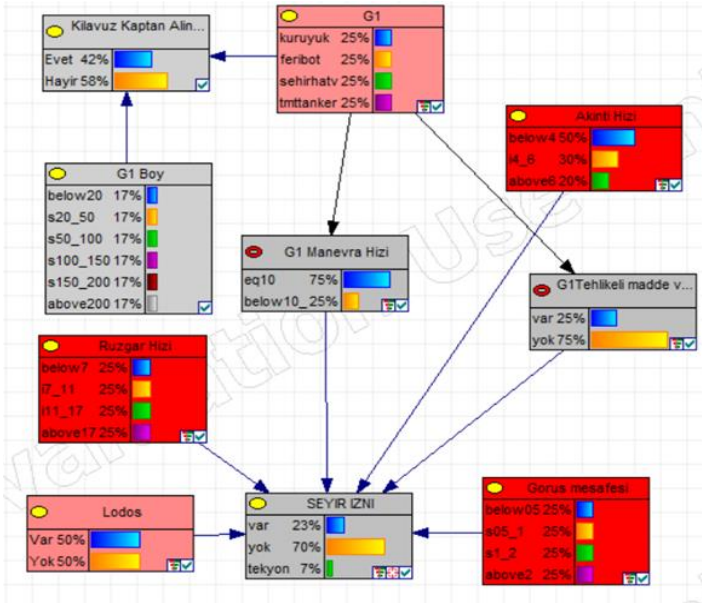 Kilavuz Kaptan Alin...
Evet 42%
Hayir 58%
G1
kuruyuk 25%
feribot 25%
sehirhatv 25%
tmttanker 25%
Akinti Hizi
below4 50%
i4_6 30%
above6 20%
G1 Boy
below20 17%
s20_50 17%
s50_100 17%
s100_150 17%
s150_200 17%
above200 17%
G1 Manevra Hizi
eq10 75%
below10_ 25%
G1Tehlikeli madde v...
var 25%
yok 75%
Ruzgar Hizi
below7 25%
i7_11 25%
i11_17 25%
above17 25%
Lodos
Var 50%
Yok 50%
SEYIR IZNI
var 23%
yok 70%
tekyon 7%
Gorus mesafesi
below05 25%
s05_1 25%
s1_2 25%
above2 25%